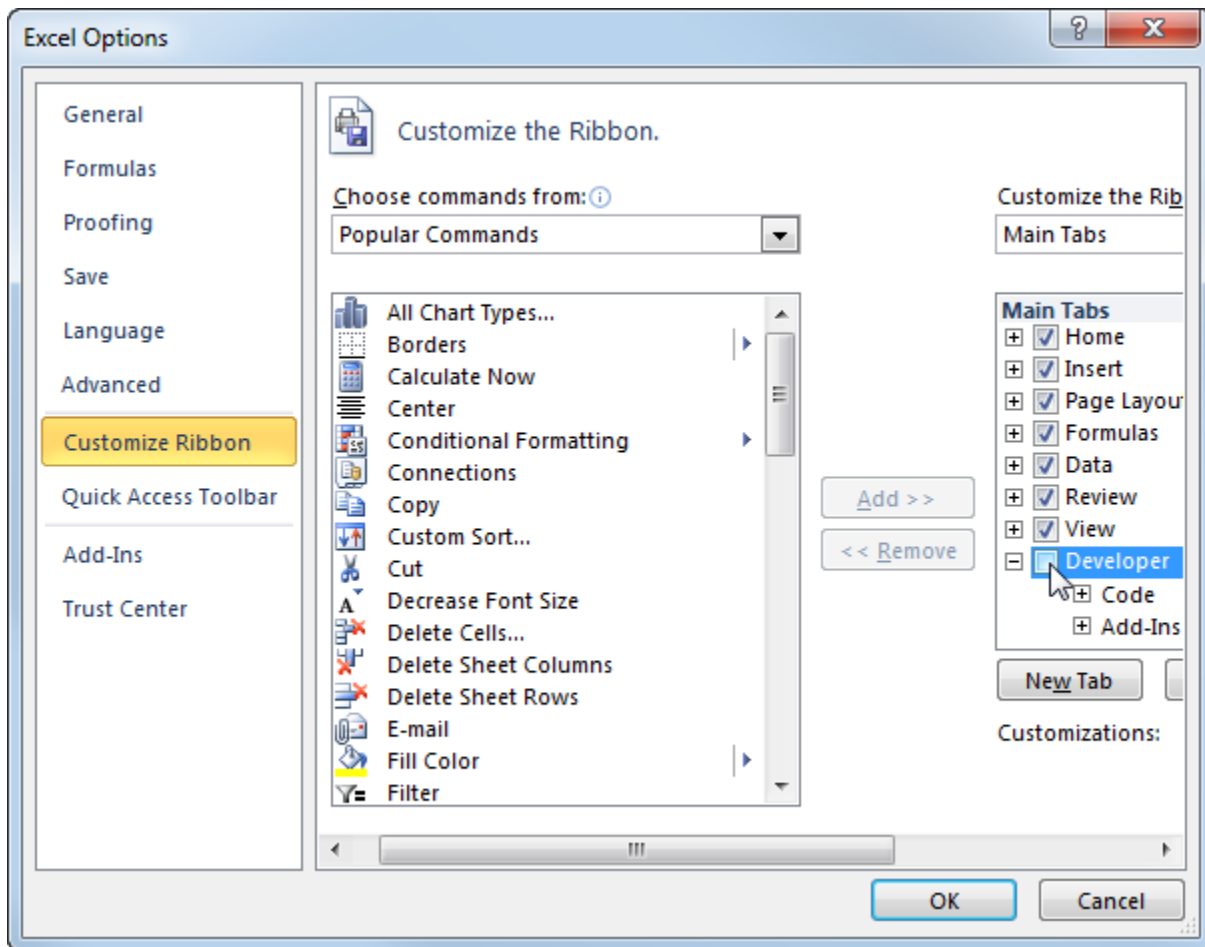 Excel Options
General
Formulas
Proofing
Save
Language
Advanced
Customize Ribbon
Quick Access Toolbar
Add-Ins
Trust Center
Customize the Ribbon.
Choose commands from:
Popular Commands
All Chart Types...
Borders
Calculate Now
Center
Conditional Formatting
Connections
Copy
Custom Sort...
Cut
Decrease Font Size
Delete Cells...
Delete Sheet Columns
Delete Sheet Rows
E-mail
Fill Color
Filter
Add >>
<< Remove
Customize the Rib
Main Tabs
Main Tabs
Home
Insert
Page Layou
Formulas
Data
Review
View
Developer
Code
Add-Ins
New Tab
Customizations:
OK
Cancel